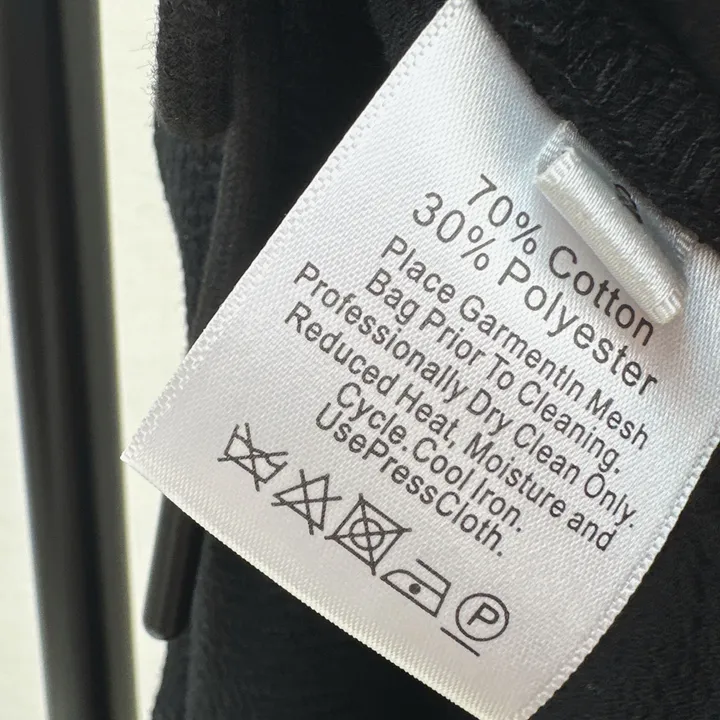 70% Cotton
30% Polyester
Place GarmentIn Mesh
Bag Prior To Cleaning.
Professionally Dry Clean Only.
Reduced Heat, Moisture and
Cycle. Cool Iron.
UsePressCloth.
P